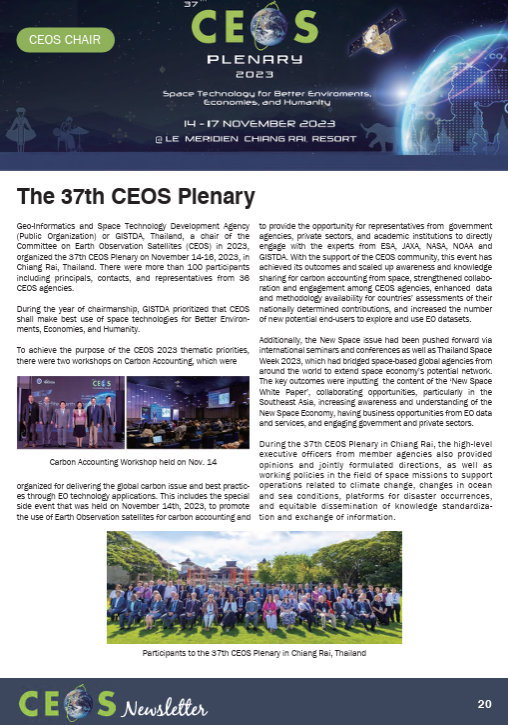 CEOS CHAIR
37TH
CEOS
PLENARY
2023
Space Technology for Better Enviroments,
Economies, and Humanity
14 - 17 NOVEMBER 2023
@ LE MERIDIEN CHIANG RAI RESORT
The 37th CEOS Plenary
Geo-Informatics and Space Technology Development Agency
(Public Organization) or GISTDA, Thailand, a chair of the
Committee on Earth Observation Satellites (CEOS) in 2023,
organized the 37th CEOS Plenary on November 14-16, 2023, in
Chiang Rai, Thailand. There were more than 100 participants
including principals, contacts, and representatives from 36
CEOS agencies.
During the year of chairmanship, GISTDA prioritized that CEOS
shall make best use of space technologies for Better Environ-
ments, Economies, and Humanity.
To achieve the purpose of the CEOS 2023 thematic priorities,
there were two workshops on Carbon Accounting, which were
Carbon Accounting Workshop held on Nov. 14
organized for delivering the global carbon issue and best practic-
es through EO technology applications. This includes the special
side event that was held on November 14th, 2023, to promote
the use of Earth Observation satellites for carbon accounting and
to provide the opportunity for representatives from government
agencies, private sectors, and academic institutions to directly
engage with the experts from ESA, JAXA, NASA, NOAA and
GISTDA. With the support of the CEOS community, this event has
achieved its outcomes and scaled up awareness and knowledge
sharing for carbon accounting from space, strengthened collabo-
ration and engagement among CEOS agencies, enhanced data
and methodology availability for countries' assessments of their
nationally determined contributions, and increased the number
of new potential end-users to explore and use EO datasets.
Additionally, the New Space issue had been pushed forward via
international seminars and conferences as well as Thailand Space
Week 2023, which had bridged space-based global agencies from
around the world to extend space economy's potential network.
The key outcomes were inputting the content of the 'New Space
White Paper', collaborating opportunities, particularly in the
Southeast Asia, increasing awareness and understanding of the
New Space Economy, having business opportunities from EO data
and services, and engaging government and private sectors.
During the 37th CEOS Plenary in Chiang Rai, the high-level
executive officers from member agencies also provided
opinions and jointly formulated directions, as well as
working policies in the field of space missions to support
operations related to climate change, changes in ocean
and sea conditions, platforms for disaster occurrences,
and equitable dissemination of knowledge standardiza-
tion and exchange of information.
Participants to the 37th CEOS Plenary in Chiang Rai, Thailand
CEOS Newsletter
20